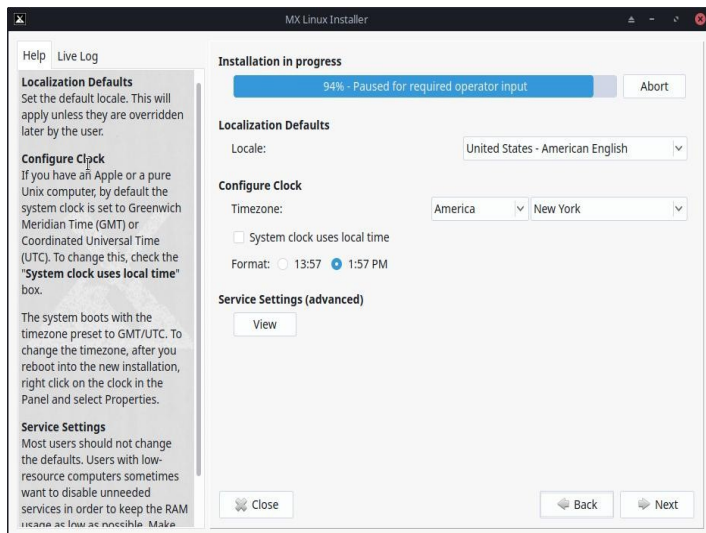 MX Linux Installer
Help Live Log
Localization Defaults
Set the default locale. This will
apply unless they are overridden
later by the user.
Configure Clock
If you have an Apple or a pure
Unix computer, by default the
system clock is set to Greenwich
Meridian Time (GMT) or
Coordinated Universal Time
(UTC). To change this, check the
"System clock uses local time"
box.
The system boots with the
timezone preset to GMT/UTC. To
change the timezone, after you
reboot into the new installation,
right click on the clock in the
Panel and select Properties.
Service Settings
Most users should not change
the defaults. Users with low-
resource computers sometimes
want to disable unneeded
services in order to keep the RAM
usage as low as possible. Make
Installation in progress
94% - Paused for required operator input
Abort
Localization Defaults
Locale: United States - American English
Configure Clock
Timezone: America New York
System clock uses local time
Format: 13:57 1:57 PM
Service Settings (advanced)
View
Close Back Next